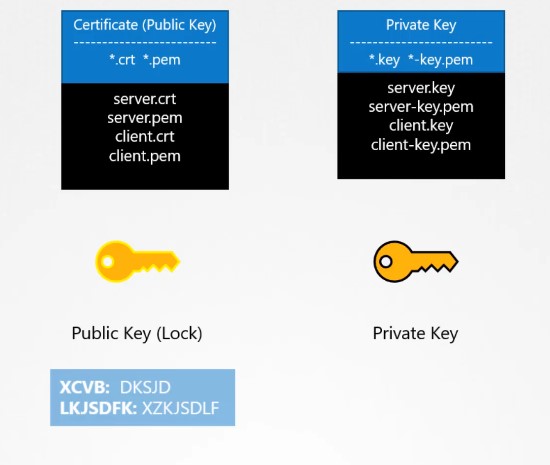 Certificate (Public Key)
-----------------------
*.crt *.pem
server.crt
server.pem
client.crt
client.pem
Private Key
-----------------------
*.key *-key.pem
server.key
server-key.pem
client.key
client-key.pem
Public Key (Lock)
Private Key
XCVB: DKSJD
LKJSDFK: XZKJSDLF